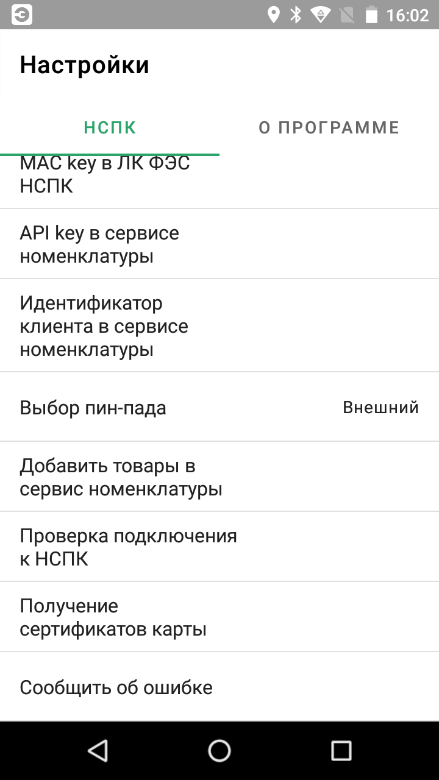 16:02
Настройки
НСПК
О ПРОГРАММЕ
MAC key в ЛК ФЭС
НСПК
API key в сервисе
номенклатуры
Идентификатор
клиента в сервисе
номенклатуры
Выбор пин-пада
Внешний
Добавить товары в
сервис номенклатуры
Проверка подключения
к НСПК
Получение
сертификатов карты
Сообщить об ошибке